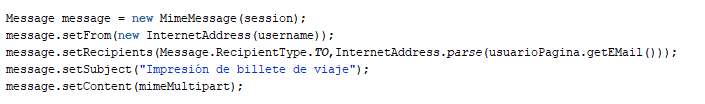 Message message = new MimeMessage(session);
message.setFrom(new InternetAddress(username));
message.setRecipients(Message.RecipientType.TO,InternetAddress.parse(usuarioPagina.getEMail()));
message.setSubject("Impresión de billete de viaje");
message.setContent(mimeMultipart);